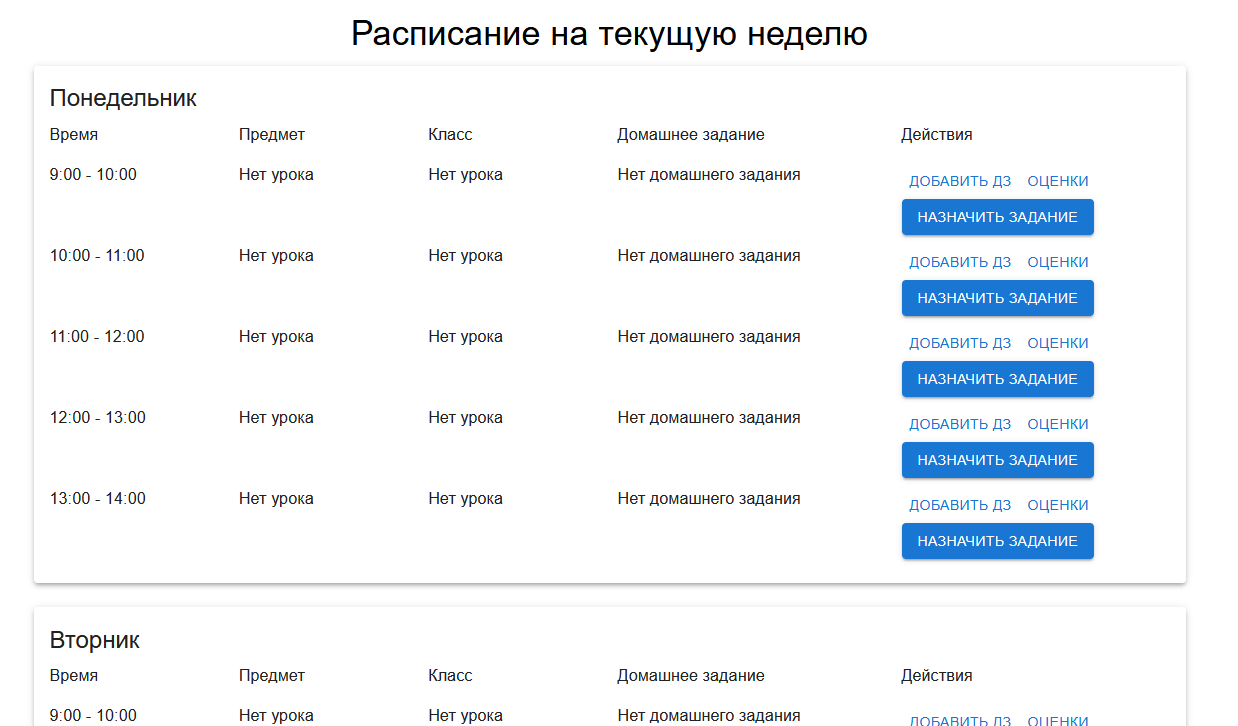 Расписание на текущую неделю
Понедельник
Время Предмет Класс Домашнее задание Действия
9:00 - 10:00 Нет урока Нет урока Нет домашнего задания ДОБАВИТЬ ДЗ ОЦЕНКИ
НАЗНАЧИТЬ ЗАДАНИЕ
10:00 - 11:00 Нет урока Нет урока Нет домашнего задания ДОБАВИТЬ ДЗ ОЦЕНКИ
НАЗНАЧИТЬ ЗАДАНИЕ
11:00 - 12:00 Нет урока Нет урока Нет домашнего задания ДОБАВИТЬ ДЗ ОЦЕНКИ
НАЗНАЧИТЬ ЗАДАНИЕ
12:00 - 13:00 Нет урока Нет урока Нет домашнего задания ДОБАВИТЬ ДЗ ОЦЕНКИ
НАЗНАЧИТЬ ЗАДАНИЕ
13:00 - 14:00 Нет урока Нет урока Нет домашнего задания ДОБАВИТЬ ДЗ ОЦЕНКИ
НАЗНАЧИТЬ ЗАДАНИЕ
Вторник
Время Предмет Класс Домашнее задание Действия
9:00 - 10:00 Нет урока Нет урока Нет домашнего задания ДОБАВИТЬ ДЗ ОЦЕНКИ